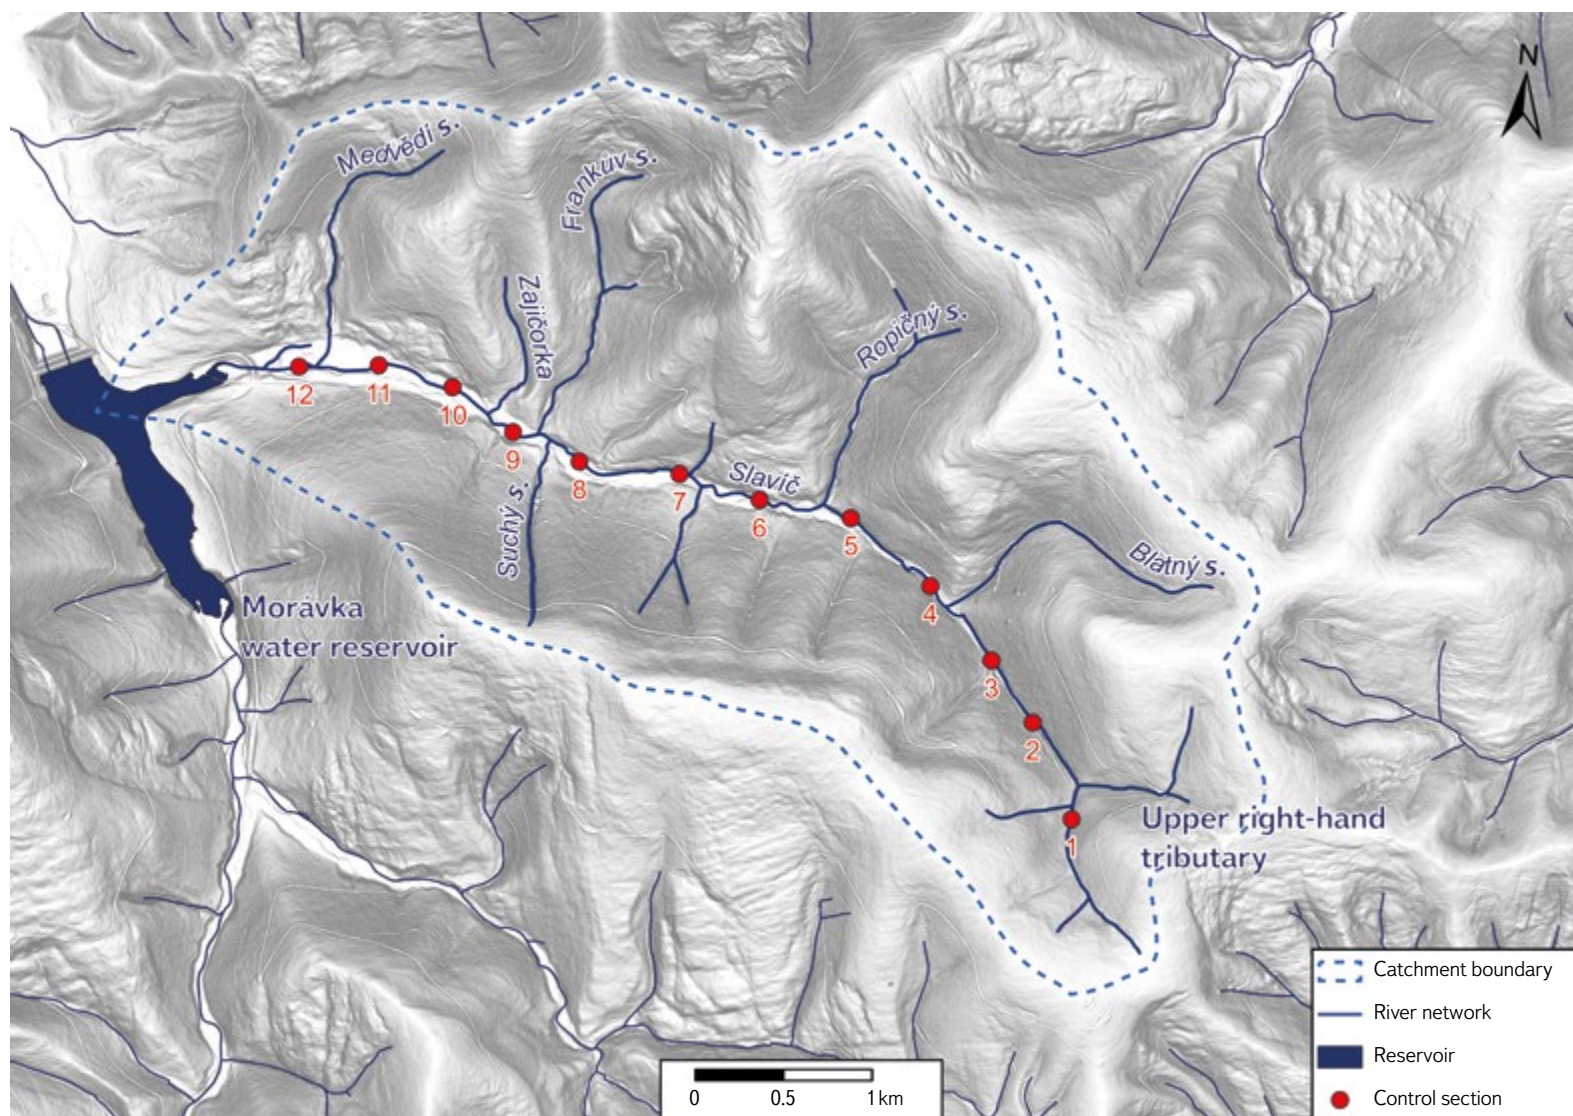 N
Medvědí s.
Frankův s.
Zajičorka
Ropičný s.
12
11
10
9
8
7
Slavíč
6
5
Suchý s.
Blatný s.
4
Morávka
water reservoir
3
2
1
Upper right-hand
tributary
Catchment boundary
River network
Reservoir
Control section
0 0.5 1 km